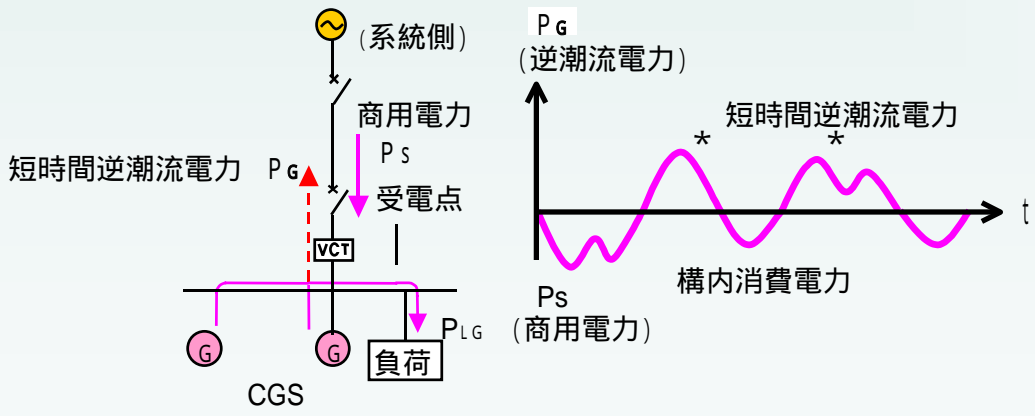 (系統側)
商用電力
Ps
短時間逆潮流電力 PG
受電点
VCT
PLG
G
G
負荷
CGS
PG
(逆潮流電力)
短時間逆潮流電力
*
*
t
構内消費電力
Ps
(商用電力)